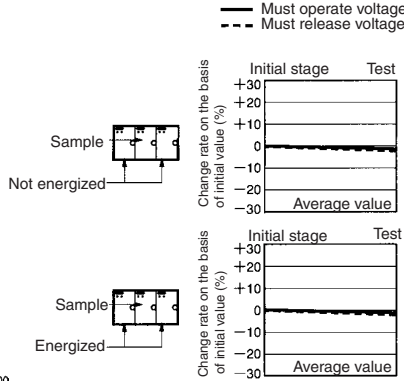 Must operate voltage
Must release voltage
Initial stage Test
+30
+20
+10
0
−10
−20
−30
Change rate on the basis
of initial value (%)
Average value
Sample
Not energized
Initial stage Test
+30
+20
+10
0
−10
−20
−30
Change rate on the basis
of initial value (%)
Average value
Sample
Energized